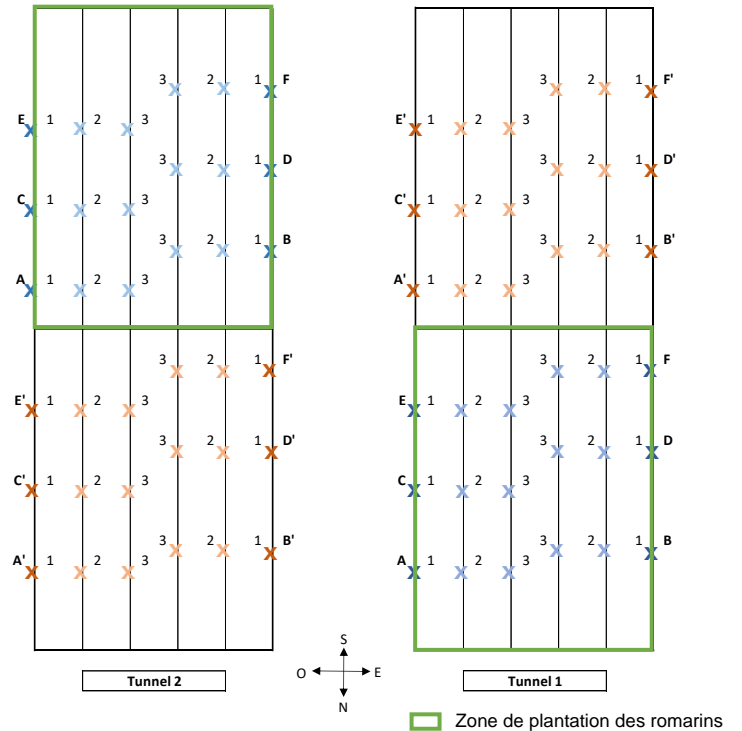 3 2 1 F
E 1 2 3
3 2 1 D
C 1 2 3
3 2 1 B
A 1 2 3
3 2 1 F'
E' 1 2 3
3 2 1 D'
C' 1 2 3
3 2 1 B'
A' 1 2 3
Tunnel 2
3 2 1 F'
E' 1 2 3
3 2 1 D'
C' 1 2 3
3 2 1 B'
A' 1 2 3
3 2 1 F
E 1 2 3
3 2 1 D
C 1 2 3
3 2 1 B
A 1 2 3
Tunnel 1
S
O E
N
Zone de plantation des romarins